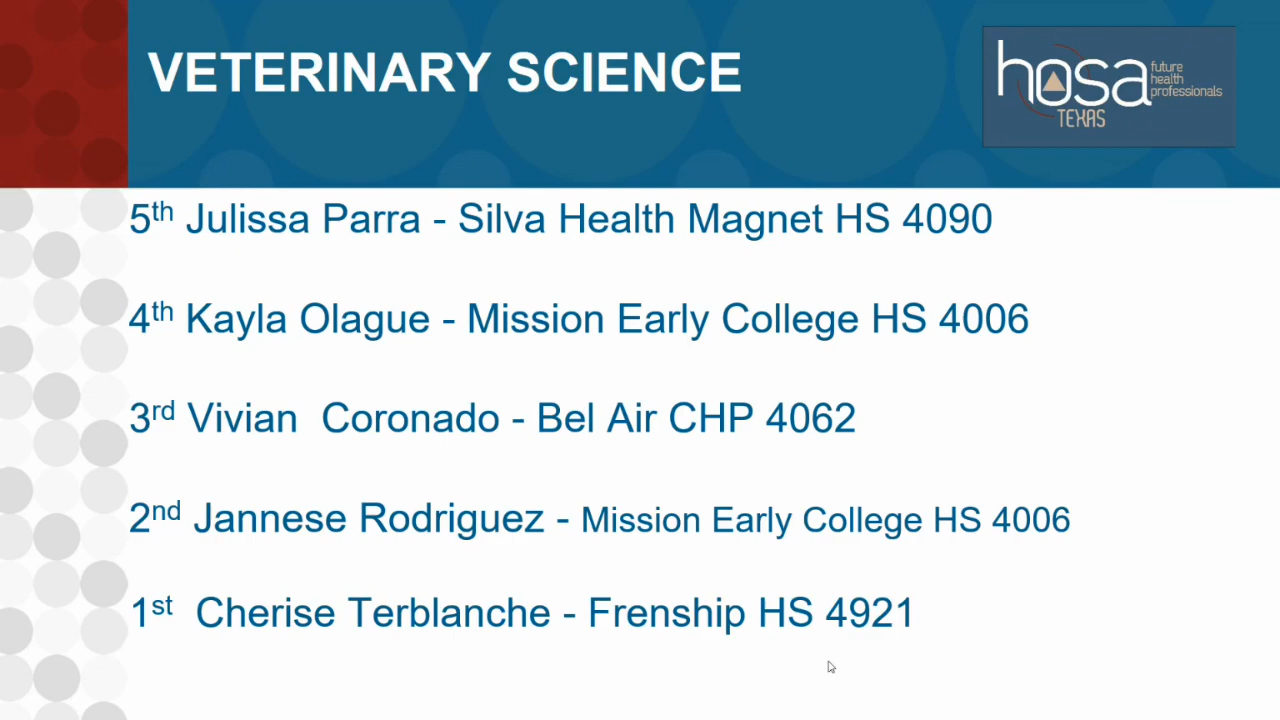 VETERINARY SCIENCE
hosa future health professionals
TEXAS
5th Julissa Parra - Silva Health Magnet HS 4090
4th Kayla Olague - Mission Early College HS 4006
3rd Vivian  Coronado - Bel Air CHP 4062
2nd Jannese Rodriguez - Mission Early College HS 4006
1st  Cherise Terblanche - Frenship HS 4921